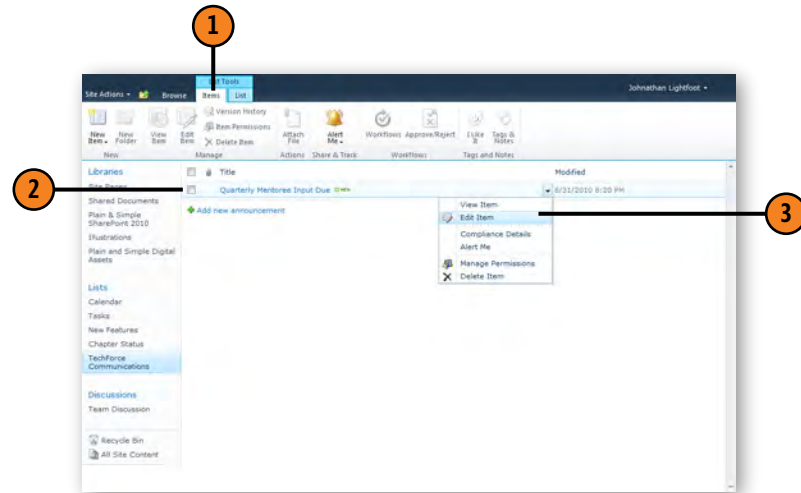 1
List Tools
Site Actions Browse Items List Johnathan Lightfoot
New Item
New Folder
View Item
Edit Item
Version History
Item Permissions
Delete Item
Attach File
Alert Me
Workflows
Approve/Reject
I Like It
Tags & Notes
New Manage Actions Share & Track Workflows Tags and Notes
Libraries
Site Pages
Shared Documents
Plain & Simple
SharePoint 2010
Illustrations
Plain and Simple Digital
Assets
Lists
Calendar
Tasks
New Features
Chapter Status
TechForce
Communications
Discussions
Team Discussion
Recycle Bin
All Site Content
Title Modified
2
Quarterly Mentoree Input Due NEW 8/31/2010 8:20 PM
Add new announcement
View Item
Edit Item
3
Compliance Details
Alert Me
Manage Permissions
Delete Item